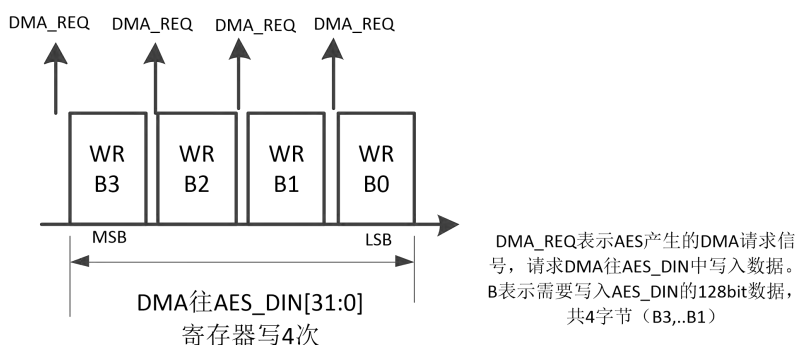 DMA_REQ DMA_REQ DMA_REQ DMA_REQ
WR WR WR WR
B3 B2 B1 B0
MSB LSB
DMA往AES_DIN[31:0]
寄存器写4次
DMA_REQ表示AES产生的DMA请求信
号，请求DMA往AES_DIN中写入数据。
B表示需要写入AES_DIN的128bit数据，
共4字节（B3,..B1）